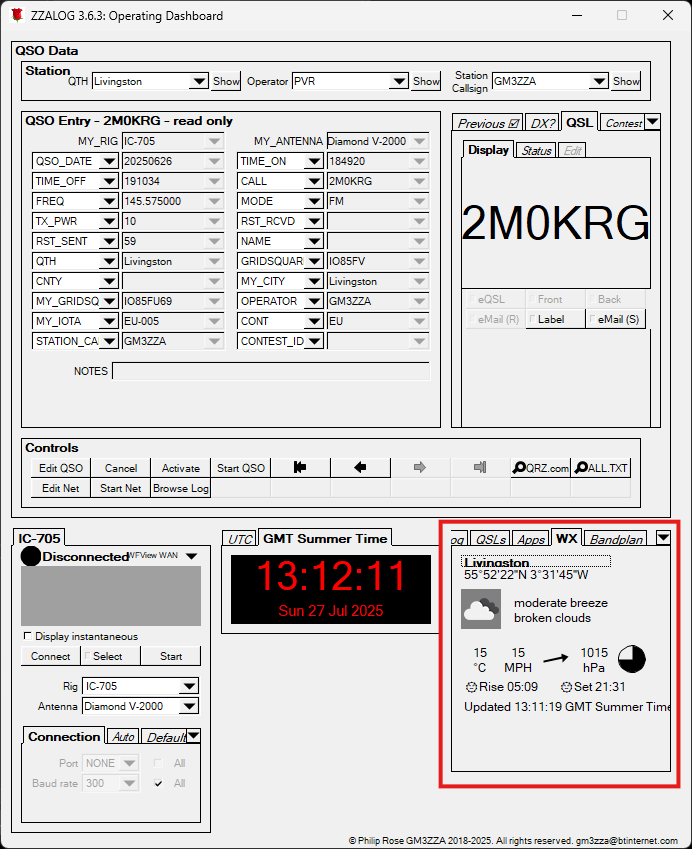 ZZALOG 3.6.3: Operating Dashboard
QSO Data
Station
QTH Livingston Show Operator PVR Show Station Callsign GM3ZZA Show
QSO Entry - 2M0KRG - read only
MY_RIG IC-705 MY_ANTENNA Diamond V-2000
QSO_DATE 20250626 TIME_ON 184920
TIME_OFF 191034 CALL 2M0KRG
FREQ 145.575000 MODE FM
TX_PWR 10 RST_RCVD
RST_SENT 59 NAME
QTH Livingston GRIDSQUAR IO85FV
CNTY MY_CITY Livingston
MY_GRIDSQ IO85FU69 OPERATOR GM3ZZA
MY_IOTA EU-005 CONT EU
STATION_CA GM3ZZA CONTEST_ID
NOTES
Previous DX? QSL Contest
Display Status Edit
2M0KRG
eQSL Front Back
eMail (R) Label eMail (S)
Controls
Edit QSO Cancel Activate Start QSO QRZ.com ALL.TXT
Edit Net Start Net Browse Log
IC-705
Disconnected WFView WAN
Display instantaneous
Connect Select Start
Rig IC-705
Antenna Diamond V-2000
Connection Auto Default
Port NONE All
Baud rate 300 All
UTC GMT Summer Time
13:12:11
Sun 27 Jul 2025
og QSLs Apps WX Bandplan
Livingston
55°52'22"N 3°31'45"W
moderate breeze
broken clouds
15 15 1015
°C MPH hPa
Rise 05:09 Set 21:31
Updated 13:11:19 GMT Summer Time
© Philip Rose GM3ZZA 2018-2025. All rights reserved. gm3zza@btinternet.com